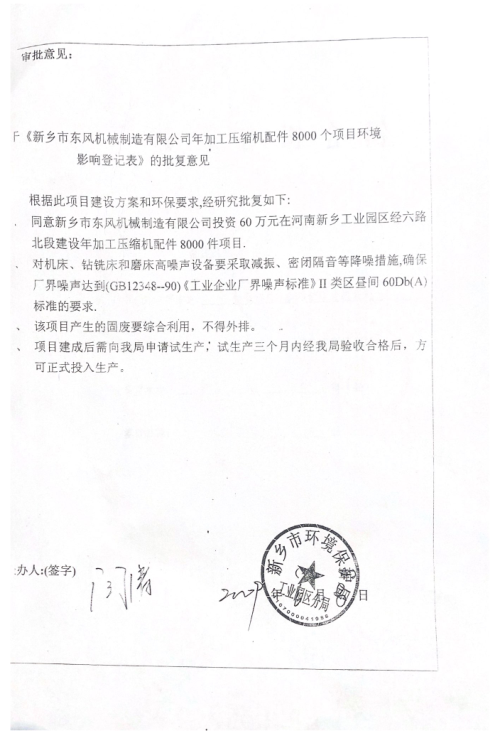 审批意见:
于《新乡市东风机械制造有限公司年加工压缩机配件 8000 个项目环境
影响登记表》的批复意见
根据此项目建设方案和环保要求,经研究批复如下:
、同意新乡市东风机械制造有限公司投资 60 万元在河南新乡工业园区经六路
北段建设年加工压缩机配件 8000 件项目.
、对机床、钻铣床和磨床高噪声设备要采取减振、密闭隔音等降噪措施,确保
厂界噪声达到(GB12348--90)《工业企业厂界噪声标准》II 类区昼间 60Db(A)
标准的要求.
、该项目产生的固废要综合利用，不得外排。
、项目建成后需向我局申请试生产，试生产三个月内经我局验收合格后，方
可正式投入生产。
办人:(签字)
年 月 日
新乡市环境保护局
工业园区分局